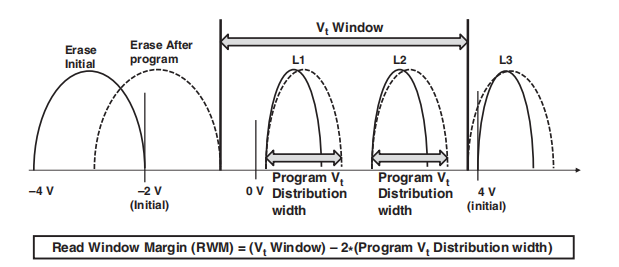 V_t Window
Erase
Initial
Erase After
program
L1
L2
L3
–4 V
–2 V
(Initial)
0 V
Program V_t
Distribution
width
Program V_t
Distribution
width
4 V
(initial)
Read Window Margin (RWM) = (V_t Window) – 2*(Program V_t Distribution width)